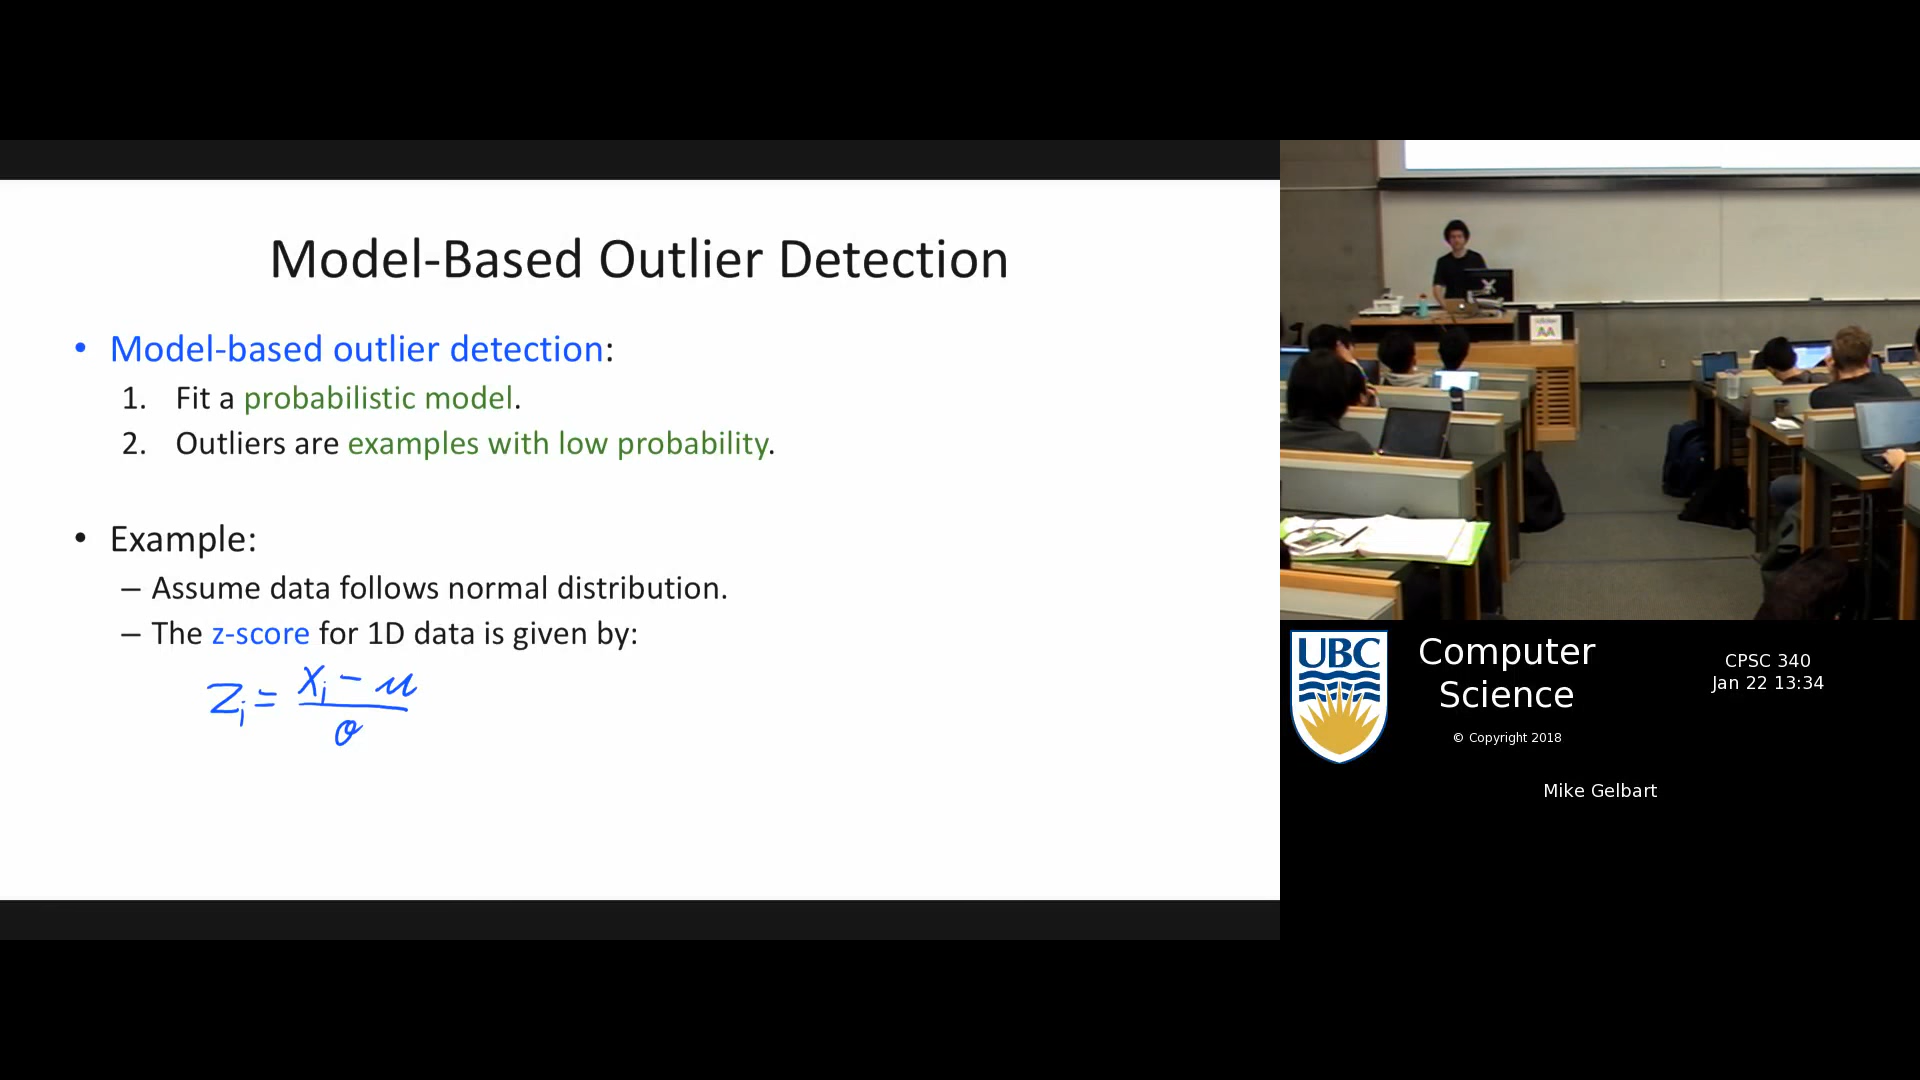 Model-Based Outlier Detection
• Model-based outlier detection:
1. Fit a probabilistic model.
2. Outliers are examples with low probability.
• Example:
– Assume data follows normal distribution.
– The z-score for 1D data is given by:
zᵢ = (xᵢ − μ) / σ
AA
UBC
Computer
Science
© Copyright 2018
CPSC 340
Jan 22 13:34
Mike Gelbart